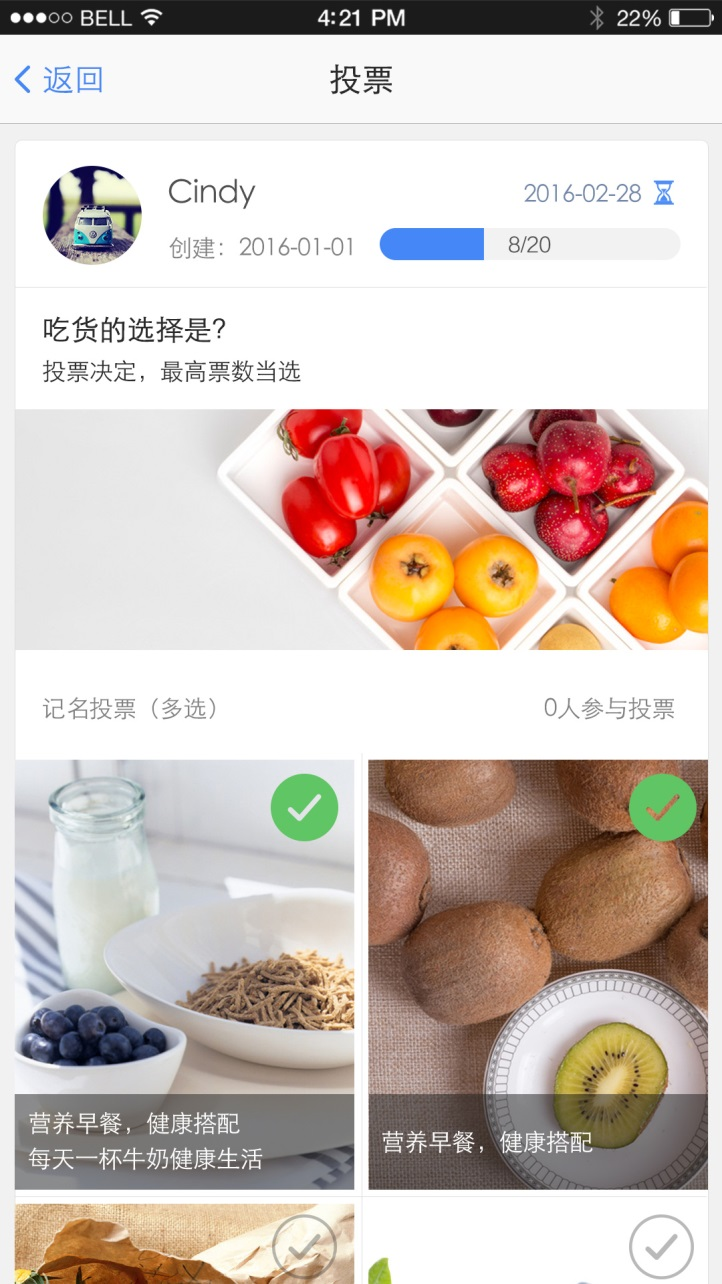 BELL 4:21 PM 22%
返回 投票
Cindy 2016-02-28
创建：2016-01-01 8/20
吃货的选择是?
投票决定，最高票数当选
记名投票（多选） 0人参与投票
营养早餐，健康搭配
每天一杯牛奶健康生活
营养早餐，健康搭配